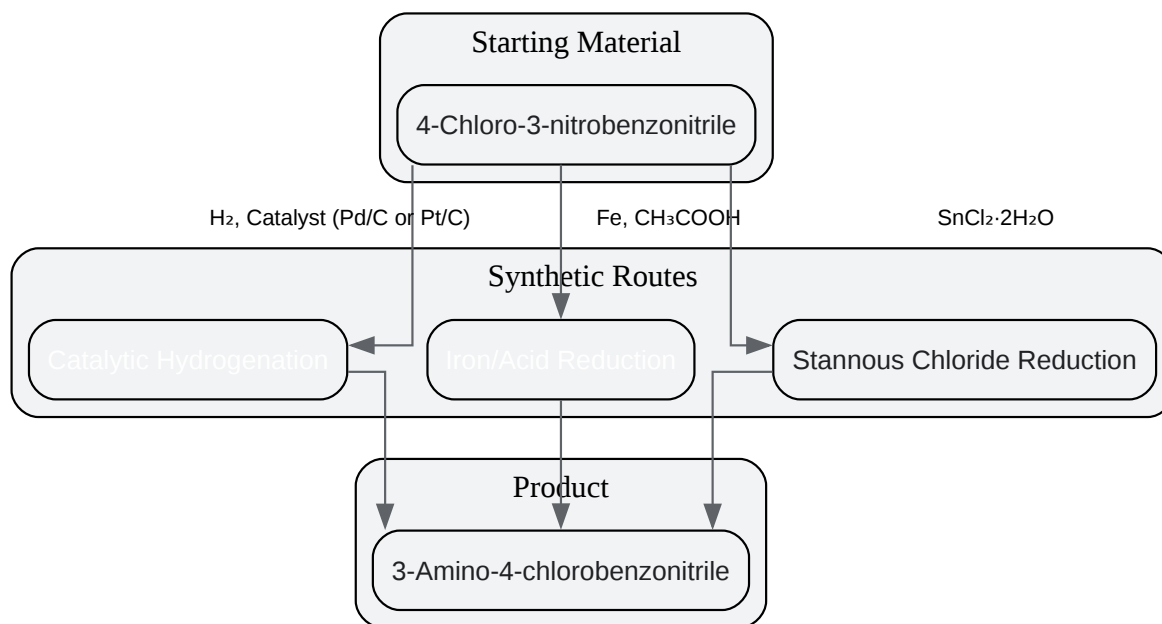 Starting Material
4-Chloro-3-nitrobenzonitrile
H₂, Catalyst (Pd/C or Pt/C)
Fe, CH₃COOH
SnCl₂·2H₂O
Synthetic Routes
Catalytic Hydrogenation
Iron/Acid Reduction
Stannous Chloride Reduction
Product
3-Amino-4-chlorobenzonitrile